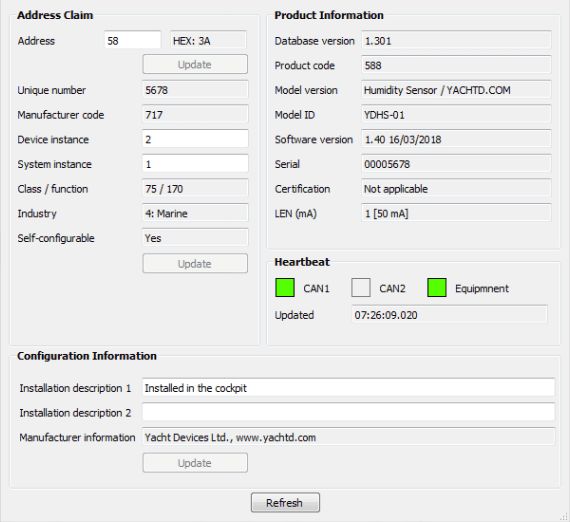 Address Claim
Address 58 HEX: 3A
Update
Unique number 5678
Manufacturer code 717
Device instance 2
System instance 1
Class / function 75 / 170
Industry 4: Marine
Self-configurable Yes
Update
Product Information
Database version 1.301
Product code 588
Model version Humidity Sensor / YACHTD.COM
Model ID YDHS-01
Software version 1.40 16/03/2018
Serial 00005678
Certification Not applicable
LEN (mA) 1 [50 mA]
Heartbeat
CAN1 CAN2 Equipmnent
Updated 07:26:09.020
Configuration Information
Installation description 1 Installed in the cockpit
Installation description 2
Manufacturer information Yacht Devices Ltd., www.yachtd.com
Update
Refresh